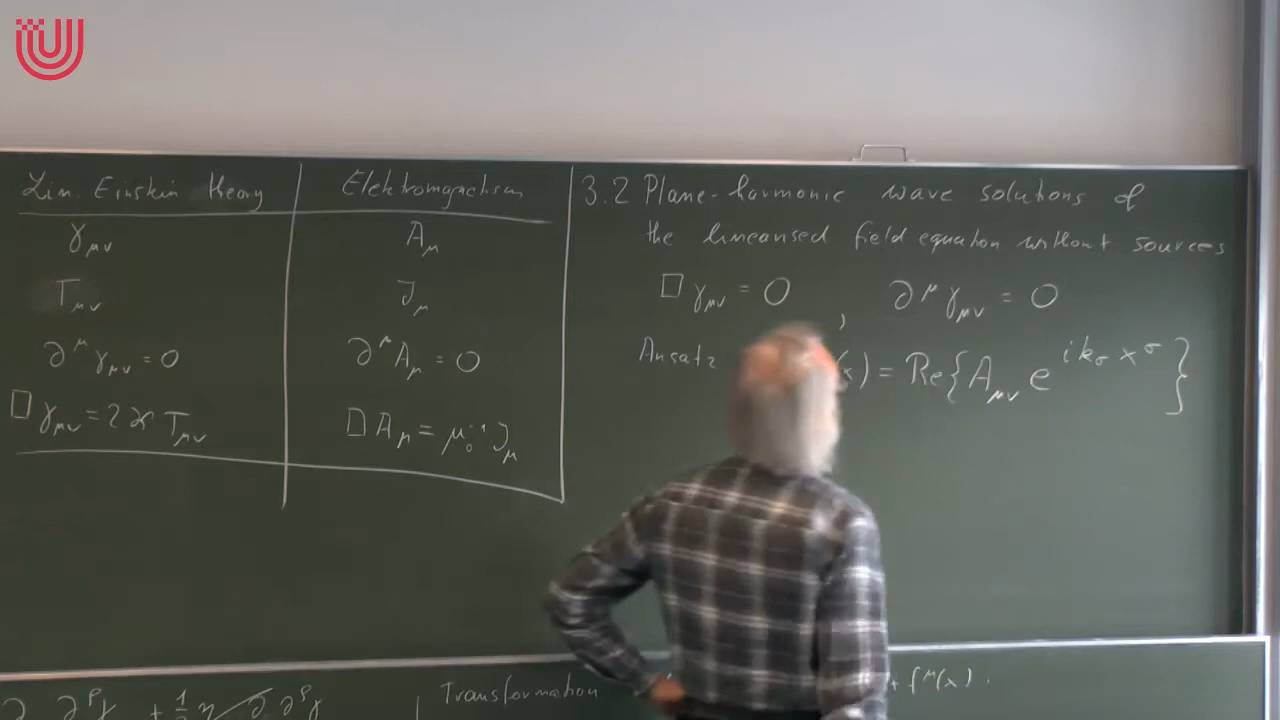 Lin. Einstein theory
γ_μν
T_μν
∂^μ γ_μν = 0
□ γ_μν = 2 ϰ T_μν
Elektromagnetism
A_μ
J_μ
∂^μ A_μ = 0
□ A_μ = μ_0^-1 J_μ
3.2 Plane-harmonic wave solutions of
the linearised field equation without sources
□ γ_μν = 0 , ∂^μ γ_μν = 0
Ansatz (x) = Re{ A_μν e^{i k_σ x^σ} }
∂ ∂^ρ γ + 1/2 η ∂ ∂^ρ γ
Transformation + f^μ(x) .